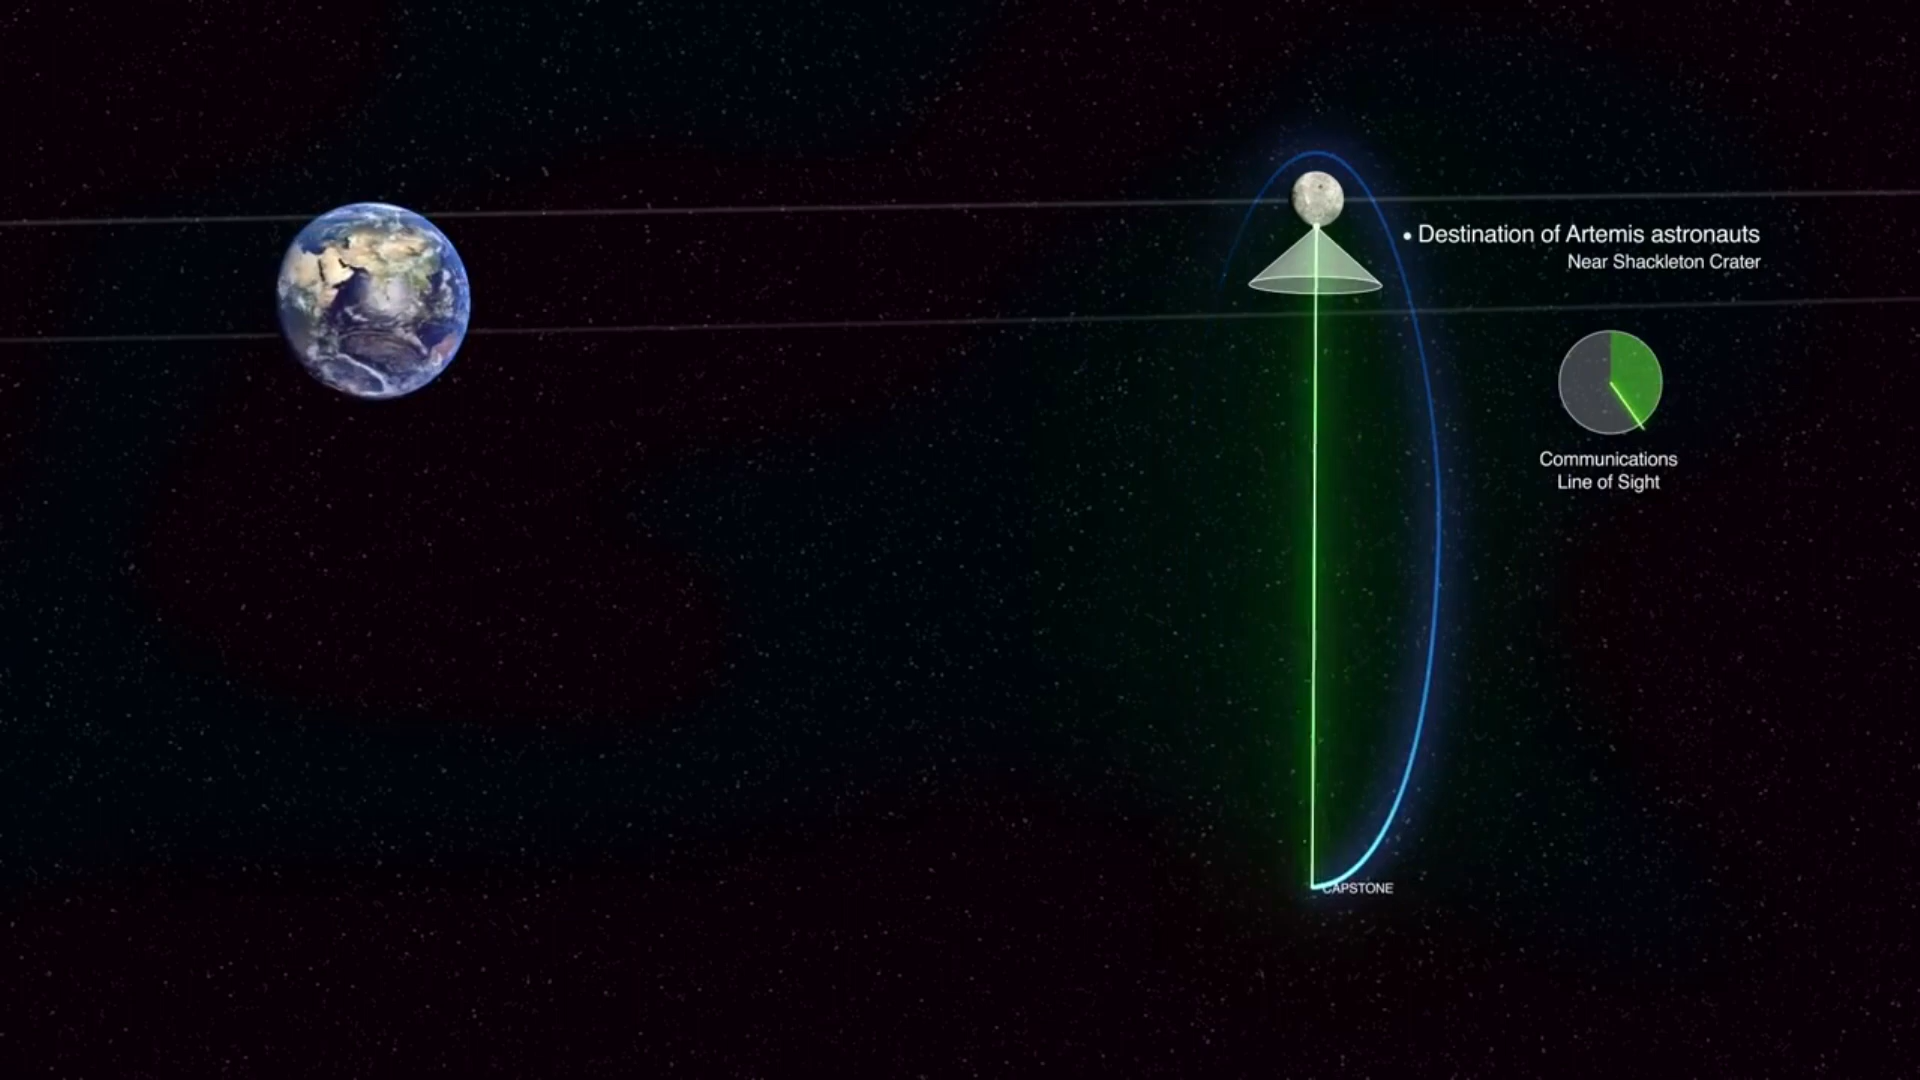 • Destination of Artemis astronauts
Near Shackleton Crater
Communications
Line of Sight
CAPSTONE